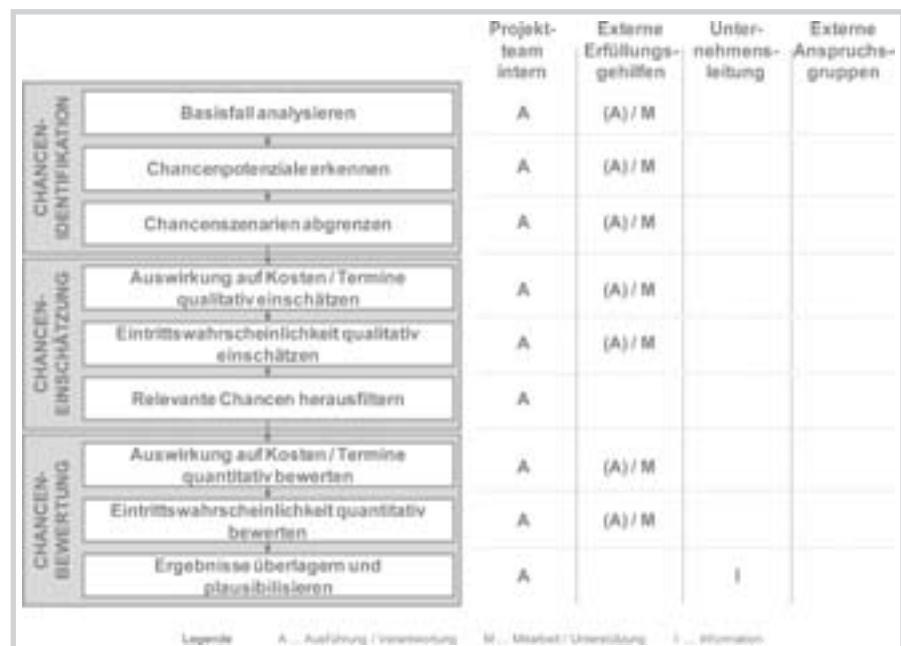 Projekt-
team
intern
Externe
Erfüllungs-
gehilfen
Unter-
nehmens-
leitung
Externe
Anspruchs-
gruppen
CHANCEN-
IDENTIFIKATION
Basisfall analysieren
A
(A) / M
Chancenpotenziale erkennen
A
(A) / M
Chancenszenarien abgrenzen
A
(A) / M
CHANCEN-
EINSCHÄTZUNG
Auswirkung auf Kosten / Termine
qualitativ einschätzen
A
(A) / M
Eintrittswahrscheinlichkeit qualitativ
einschätzen
A
(A) / M
Relevante Chancen herausfiltern
A
CHANCEN-
BEWERTUNG
Auswirkung auf Kosten / Termine
quantitativ bewerten
A
(A) / M
Eintrittswahrscheinlichkeit quantitativ
bewerten
A
(A) / M
Ergebnisse überlagern und
plausibilisieren
A
I
Legende A ... Ausführung / Verantwortung M ... Mitarbeit / Unterstützung I ... Information